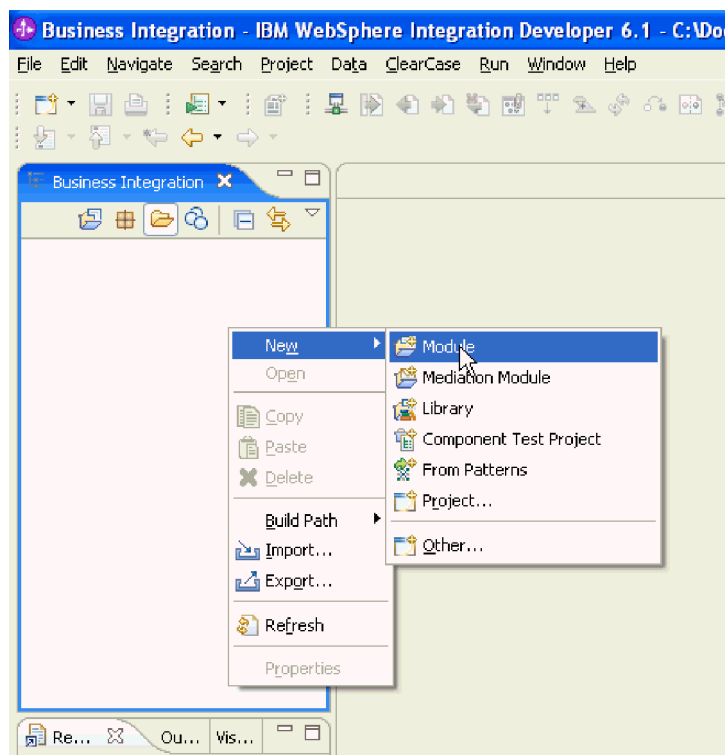 Business Integration - IBM WebSphere Integration Developer 6.1 - C:\Do
File Edit Navigate Search Project Data ClearCase Run Window Help
Business Integration
New
Open
Copy
Paste
Delete
Build Path
Import...
Export...
Refresh
Properties
Module
Mediation Module
Library
Component Test Project
From Patterns
Project...
Other...
Re... Ou... Vis...